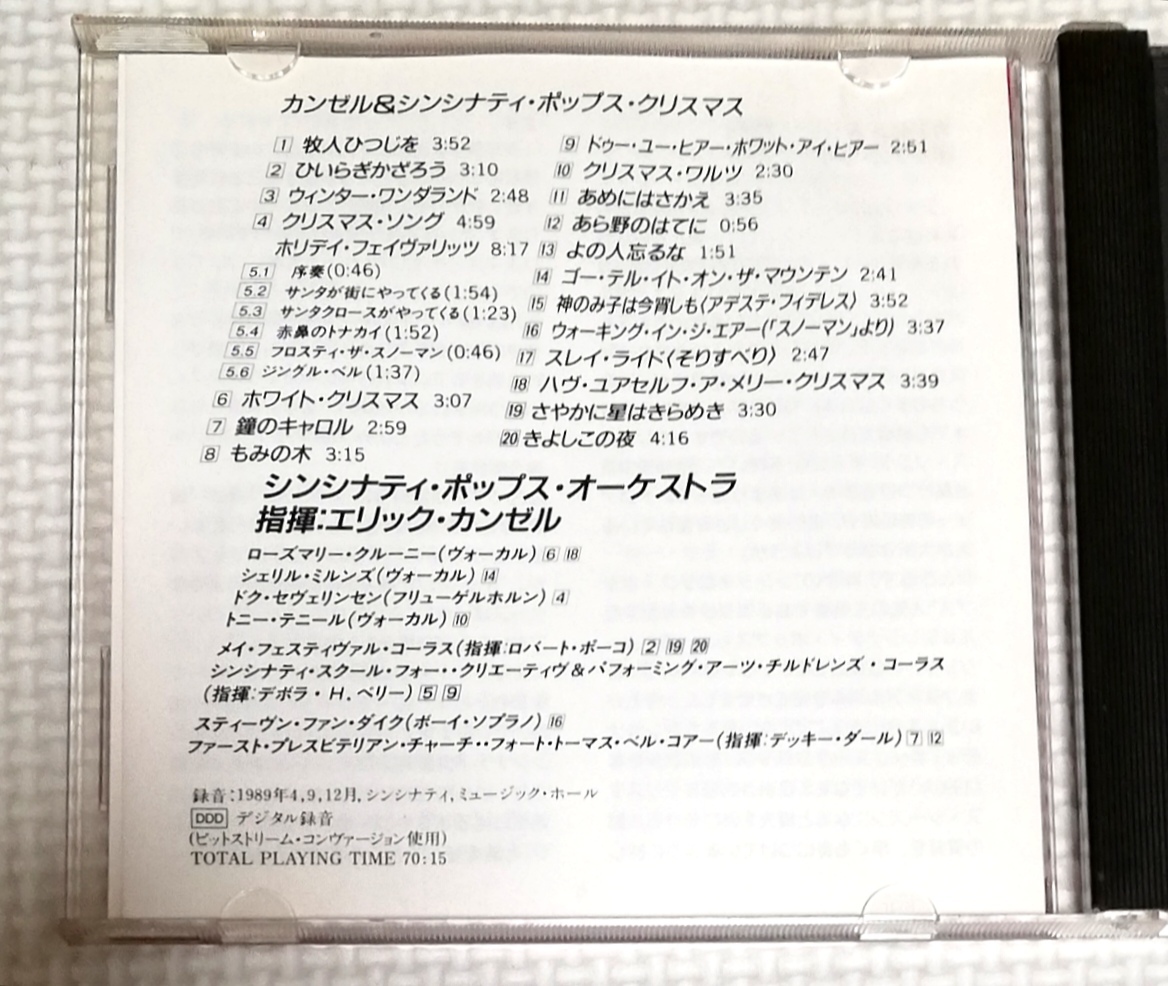 カンゼル&シンシナティ・ポップス・クリスマス
1 牧人ひつじを 3:52
2 ひいらぎかざろう 3:10
3 ウィンター・ワンダランド 2:48
4 クリスマス・ソング 4:59
ホリデイ・フェイヴァリッツ 8:17
5.1 序奏(0:46)
5.2 サンタが街にやってくる(1:54)
5.3 サンタクロースがやってくる(1:23)
5.4 赤鼻のトナカイ(1:52)
5.5 フロスティ・ザ・スノーマン(0:46)
5.6 ジングル・ベル(1:37)
6 ホワイト・クリスマス 3:07
7 鐘のキャロル 2:59
8 もみの木 3:15
9 ドゥー・ユー・ヒアー・ホワット・アイ・ヒアー 2:51
10 クリスマス・ワルツ 2:30
11 あめにはさかえ 3:35
12 あら野のはてに 0:56
13 よの人忘るな 1:51
14 ゴー・テル・イト・オン・ザ・マウンテン 2:41
15 神のみ子は今宵しも〈アデステ・フィデレス〉 3:52
16 ウォーキング・イン・ジ・エアー(「スノーマン」より) 3:37
17 スレイ・ライド〈そりすべり〉 2:47
18 ハヴ・ユアセルフ・ア・メリー・クリスマス 3:39
19 さやかに星はきらめき 3:30
20 きよしこの夜 4:16
シンシナティ・ポップス・オーケストラ
指揮:エリック・カンゼル
ローズマリー・クルーニー(ヴォーカル) 6 18
シェリル・ミルンズ(ヴォーカル) 14
ドク・セヴェリンセン(フリューゲルホルン) 4
トニー・テニール(ヴォーカル) 10
メイ・フェスティヴァル・コーラス(指揮:ロバート・ポーコ) 2 19 20
シンシナティ・スクール・フォー・・クリエーティヴ&パフォーミング・アーツ・チルドレンズ・コーラス
(指揮:デボラ・H.ベリー) 5 9
スティーヴン・ファン・ダイク(ボーイ・ソプラノ) 16
ファースト・プレスビテリアン・チャーチ・・フォート・トーマス・ベル・コアー(指揮:デッキー・ダール) 7 12
録音:1989年4,9,12月,シンシナティ,ミュージック・ホール
DDD デジタル録音
(ビットストリーム・コンヴァージョン使用)
TOTAL PLAYING TIME 70:15